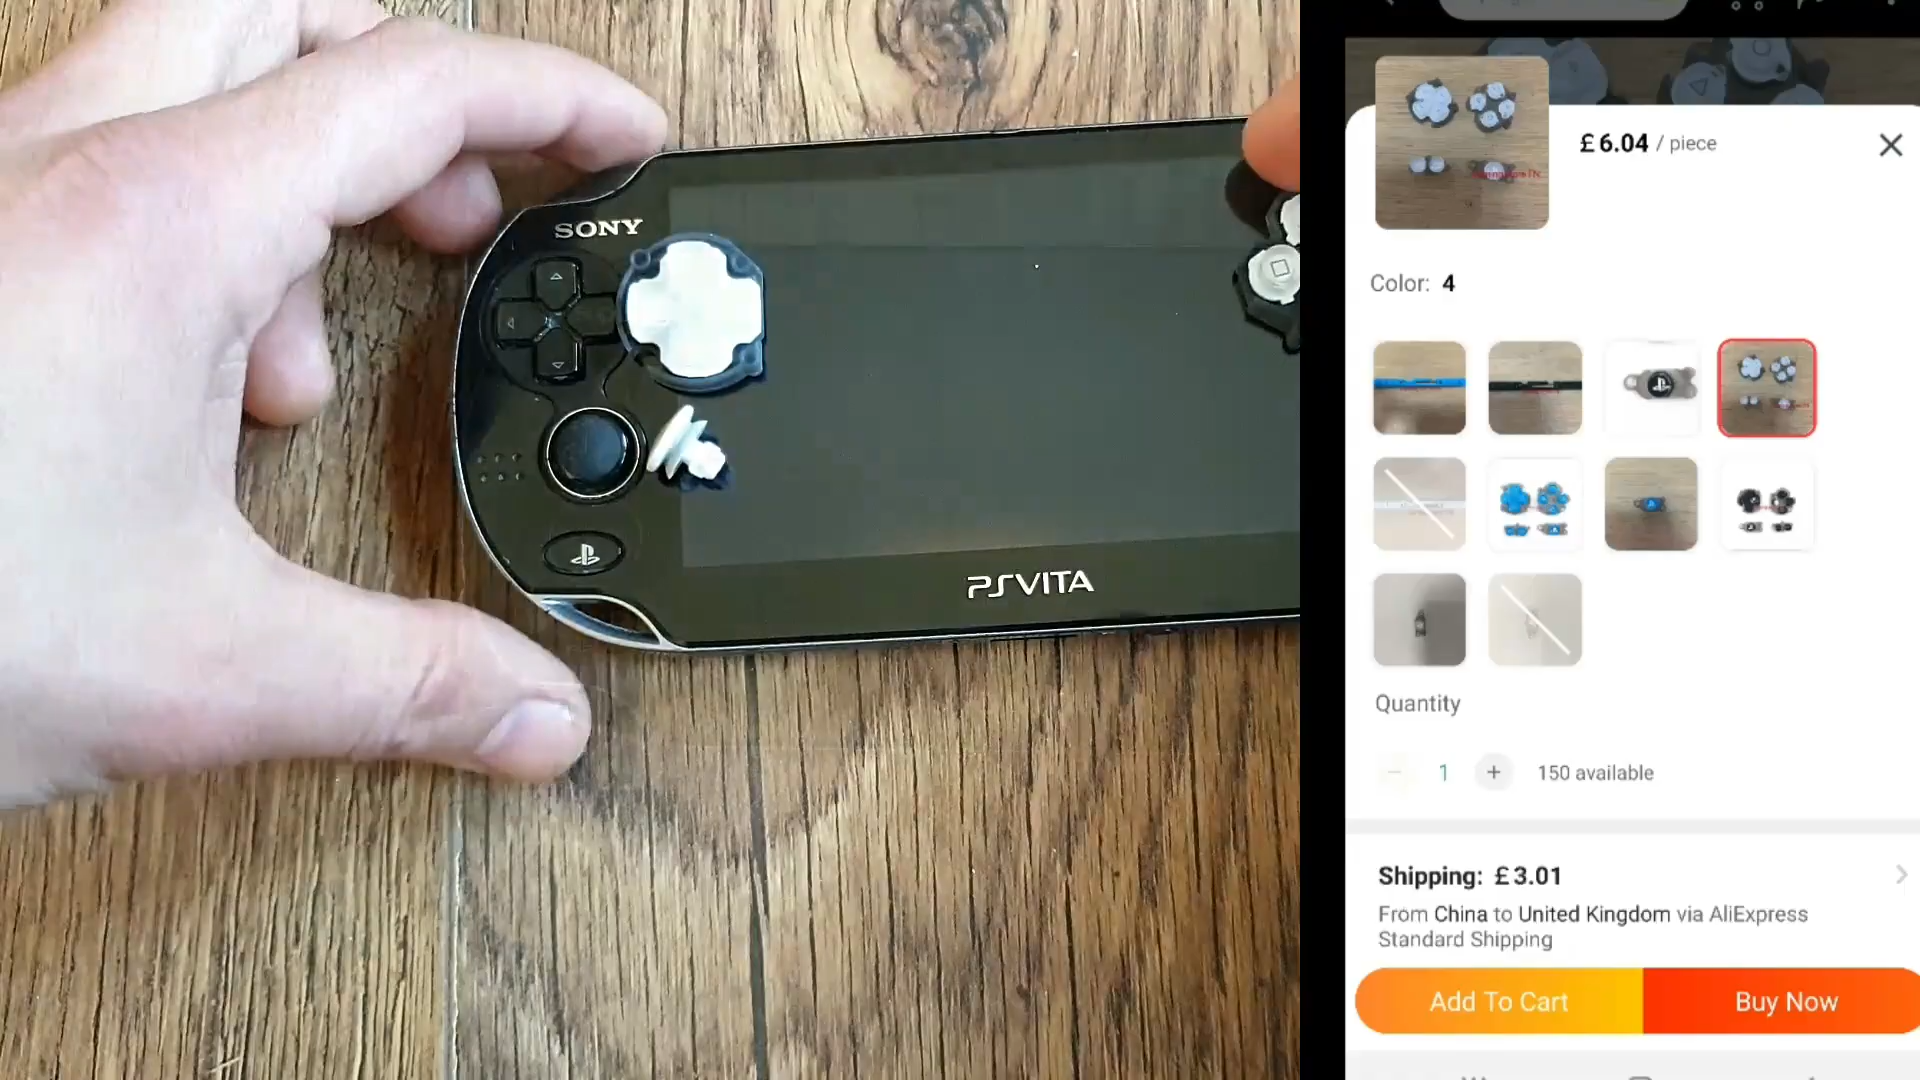 SONY
PSVITA
£6.04 / piece
Color: 4
Quantity
1
150 available
Shipping: £3.01
From China to United Kingdom via AliExpress
Standard Shipping
Add To Cart
Buy Now